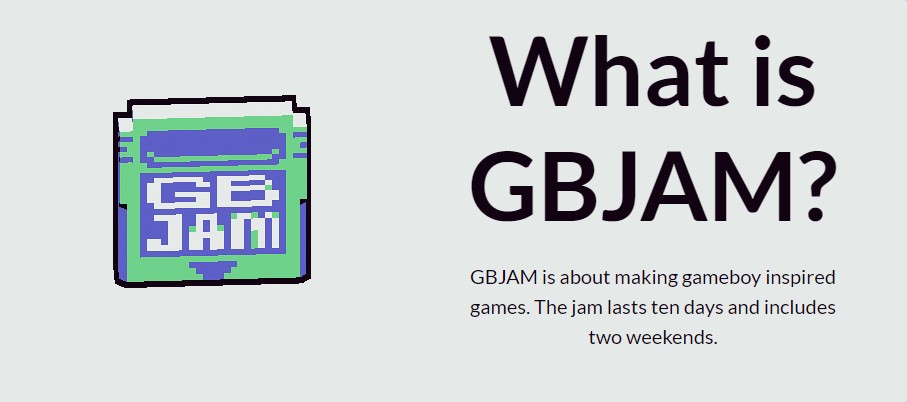 GB
JAM
What is
GBJAM?
GBJAM is about making gameboy inspired
games. The jam lasts ten days and includes
two weekends.